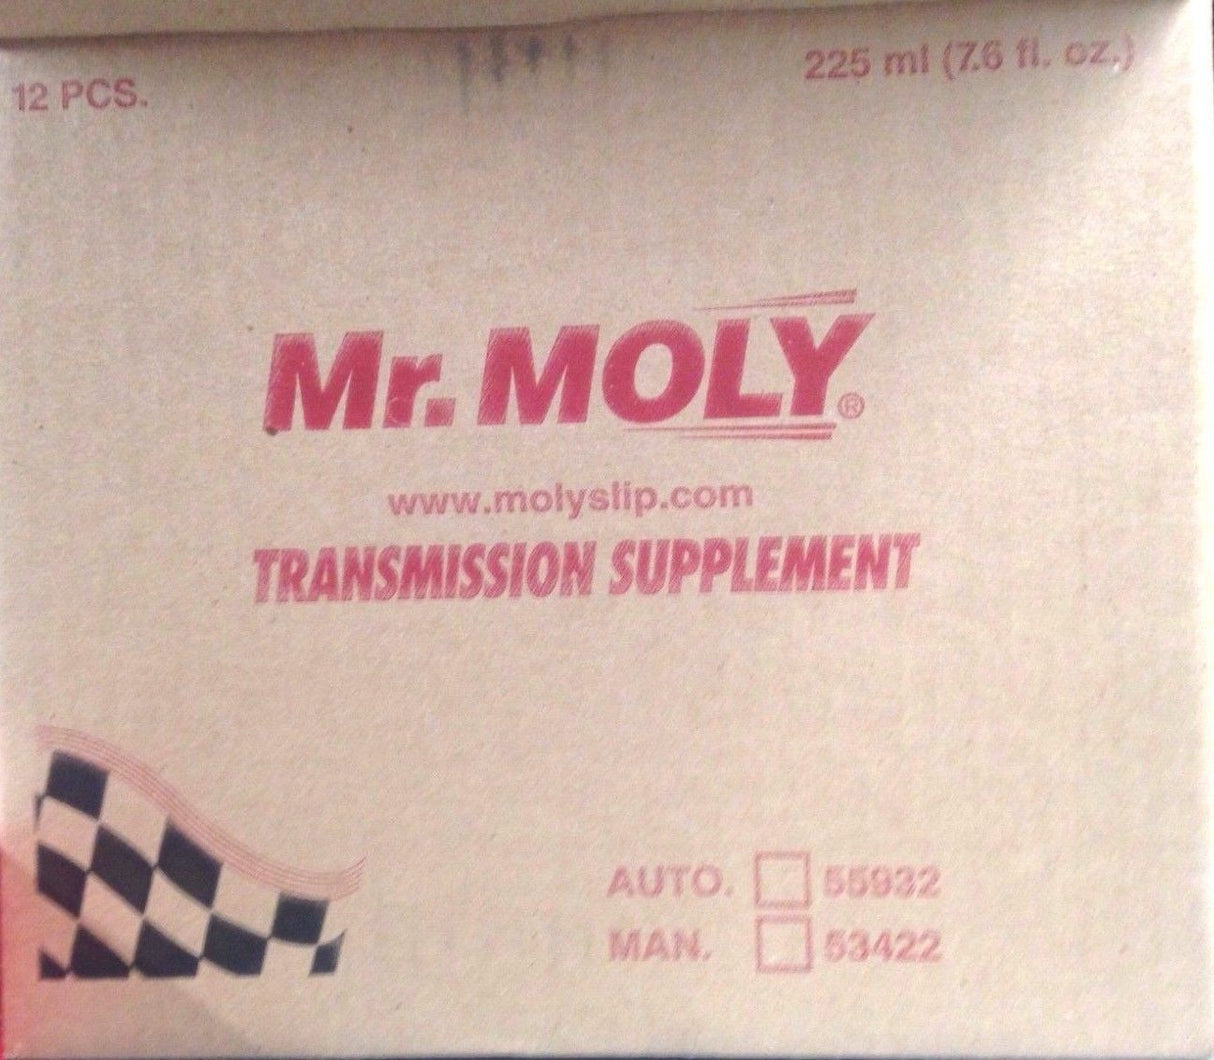 12 PCS.
225 ml (7.6 fl. oz.)
Mr. MOLY®
www.molyslip.com
TRANSMISSION SUPPLEMENT
AUTO. 55932
MAN. 53422